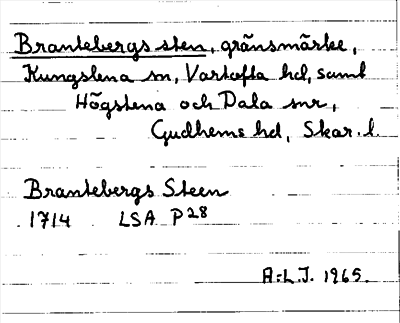 Brantebergs sten, gränsmärke,
Kungslena sn, Vartofta hd, samt
Högstena och Dala snr,
Gudhems hd, Skar. l.
Brantebergs Steen
1714 LSA P28
A-L.J. 1965.